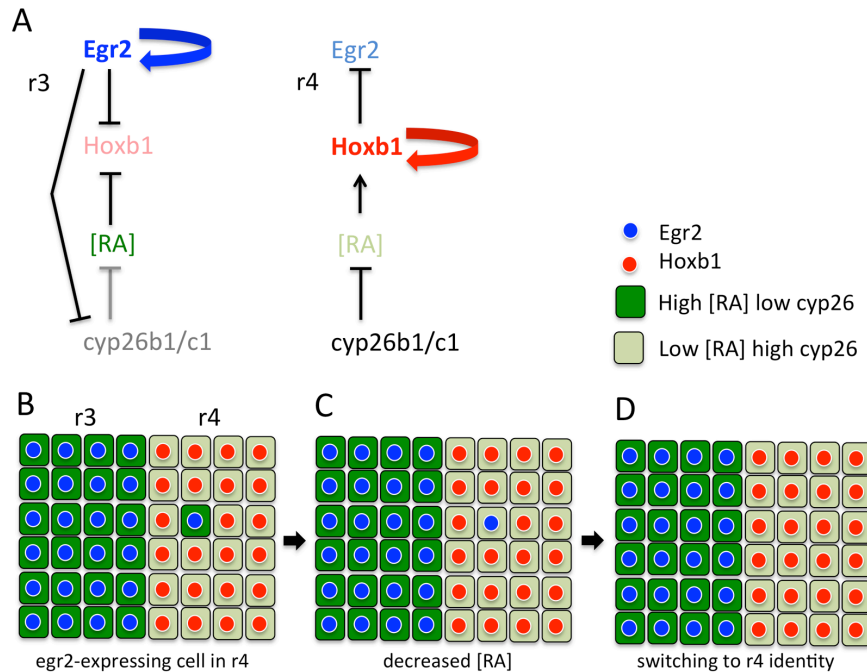 A
Egr2
Egr2
r3
r4
Hoxb1
Hoxb1
[RA]
[RA]
cyp26b1/c1
cyp26b1/c1
Egr2
Hoxb1
High [RA] low cyp26
Low [RA] high cyp26
B
r3
r4
C
D
egr2-expressing cell in r4
decreased [RA]
switching to r4 identity